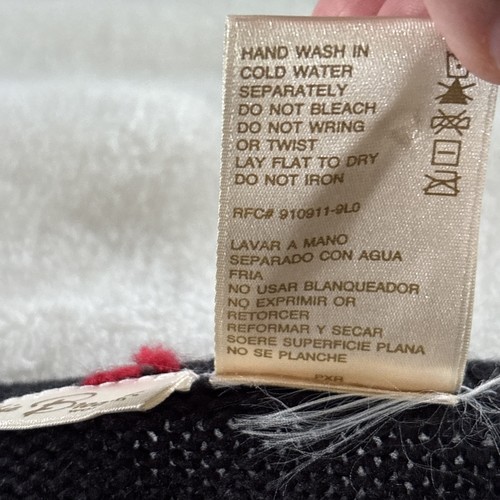 HAND WASH IN
COLD WATER
SEPARATELY
DO NOT BLEACH
DO NOT WRING
OR TWIST
LAY FLAT TO DRY
DO NOT IRON
RFC# 910911-9L0
LAVAR A MANO
SEPARADO CON AGUA
FRIA
NO USAR BLANQUEADOR
NO EXPRIMIR OR
RETORCER
REFORMAR Y SECAR
SOERE SUPERFICIE PLANA
NO SE PLANCHE
PXR